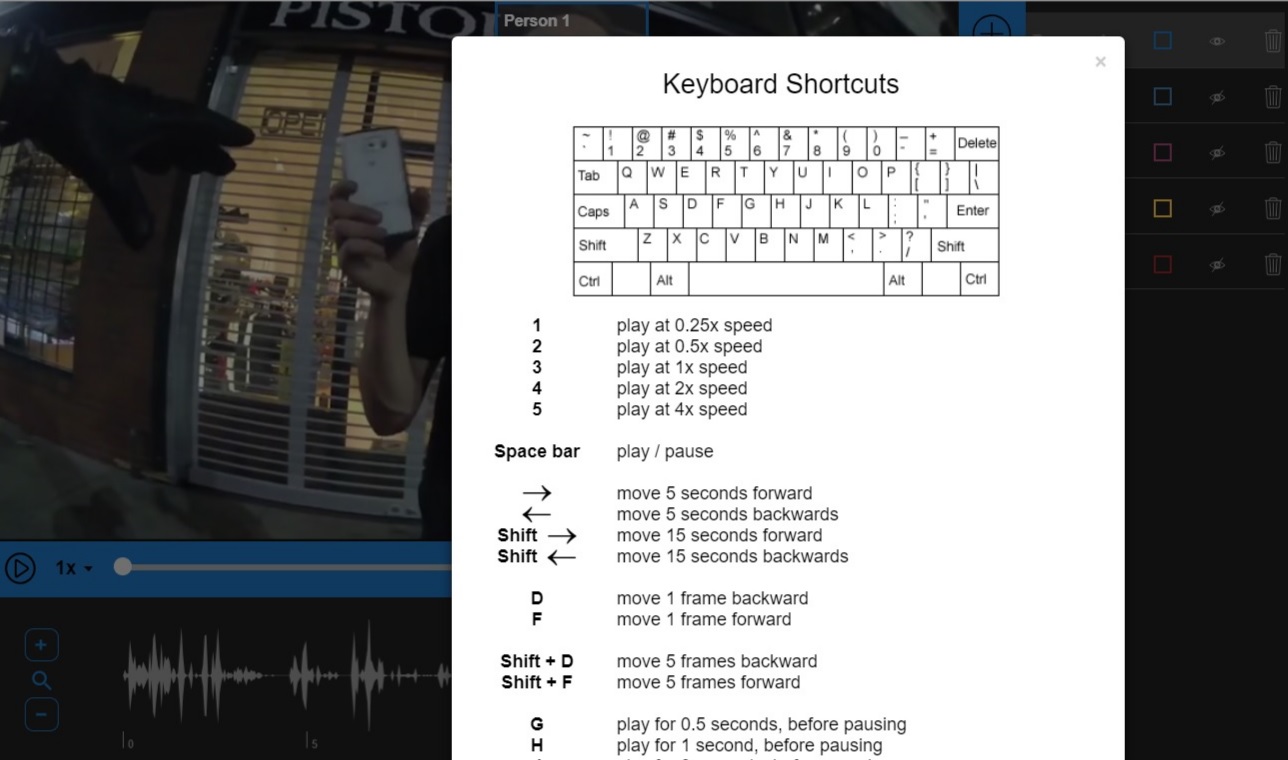 PISTO
Person 1
Keyboard Shortcuts
OPEN
~ ! @ # $ % ^ & * ( ) _ +
` 1 2 3 4 5 6 7 8 9 0 - = Delete
Tab Q W E R T Y U I O P { [ } ] | \
Caps A S D F G H J K L : ; " ' Enter
Shift Z X C V B N M < , > . ? / Shift
Ctrl Alt Alt Ctrl
1 play at 0.25x speed
2 play at 0.5x speed
3 play at 1x speed
4 play at 2x speed
5 play at 4x speed
Space bar play / pause
→ move 5 seconds forward
← move 5 seconds backwards
Shift → move 15 seconds forward
Shift ← move 15 seconds backwards
1x
D move 1 frame backward
F move 1 frame forward
Shift + D move 5 frames backward
Shift + F move 5 frames forward
G play for 0.5 seconds, before pausing
H play for 1 second, before pausing
0 5